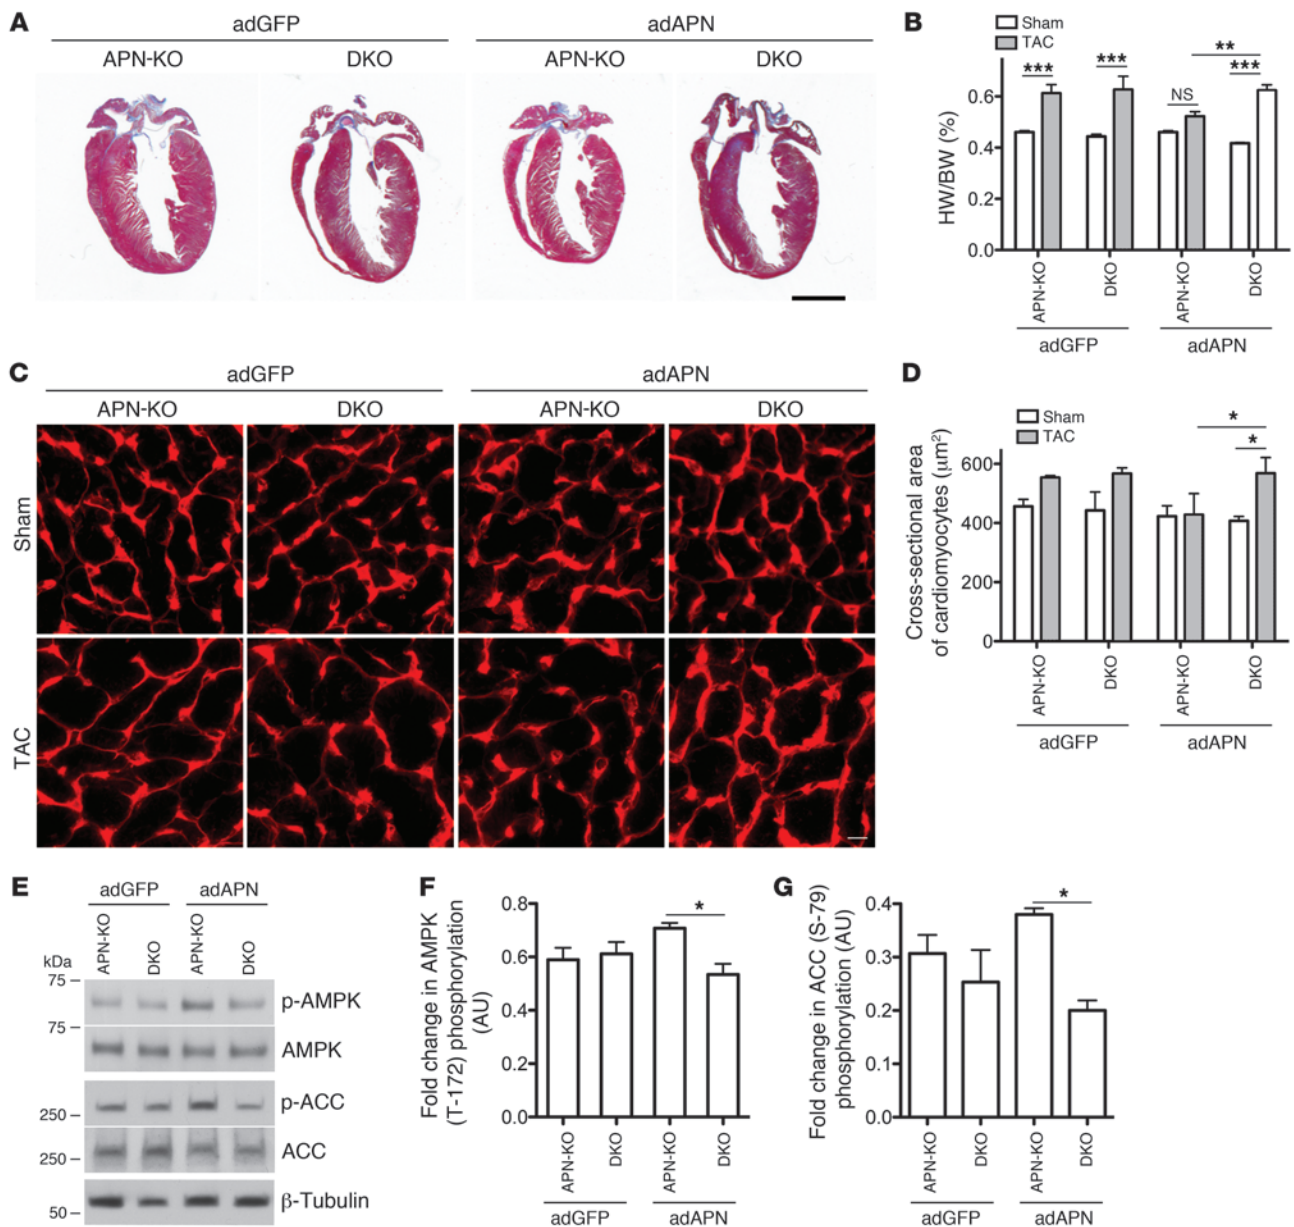 A
adGFP
adAPN
APN-KO
DKO
APN-KO
DKO
B
Sham
TAC
***
***
NS
**
***
HW/BW (%)
0.6
0.4
0.2
0.0
APN-KO
DKO
APN-KO
DKO
adGFP
adAPN
C
adGFP
adAPN
APN-KO
DKO
APN-KO
DKO
Sham
TAC
D
Sham
TAC
*
*
Cross-sectional area
of cardiomyocytes (μm²)
600
400
200
0
APN-KO
DKO
APN-KO
DKO
adGFP
adAPN
E
adGFP
adAPN
APN-KO
DKO
APN-KO
DKO
kDa
75
p-AMPK
75
AMPK
p-ACC
250
ACC
250
β-Tubulin
50
F
Fold change in AMPK
(T-172) phosphorylation
(AU)
0.8
0.6
0.4
0.2
0.0
*
APN-KO
DKO
APN-KO
DKO
adGFP
adAPN
G
Fold change in ACC (S-79)
phosphorylation (AU)
0.4
0.3
0.2
0.1
0.0
*
APN-KO
DKO
APN-KO
DKO
adGFP
adAPN